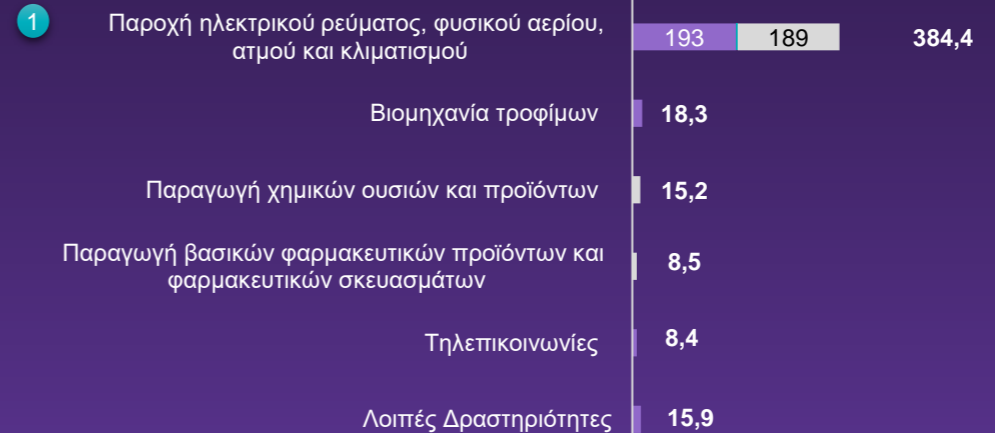 1
Παροχή ηλεκτρικού ρεύματος, φυσικού αερίου,
ατμού και κλιματισμού
193 189 384,4
Βιομηχανία τροφίμων 18,3
Παραγωγή χημικών ουσιών και προϊόντων 15,2
Παραγωγή βασικών φαρμακευτικών προϊόντων και
φαρμακευτικών σκευασμάτων
8,5
Τηλεπικοινωνίες 8,4
Λοιπές Δραστηριότητες 15,9